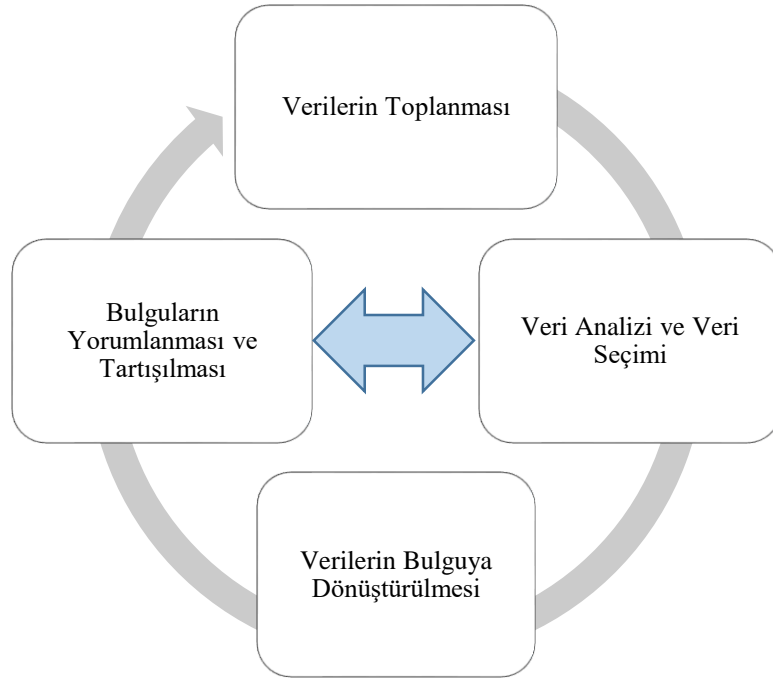 Verilerin Toplanması
Bulguların
Yorumlanması ve
Tartışılması
Veri Analizi ve Veri
Seçimi
Verilerin Bulguya
Dönüştürülmesi